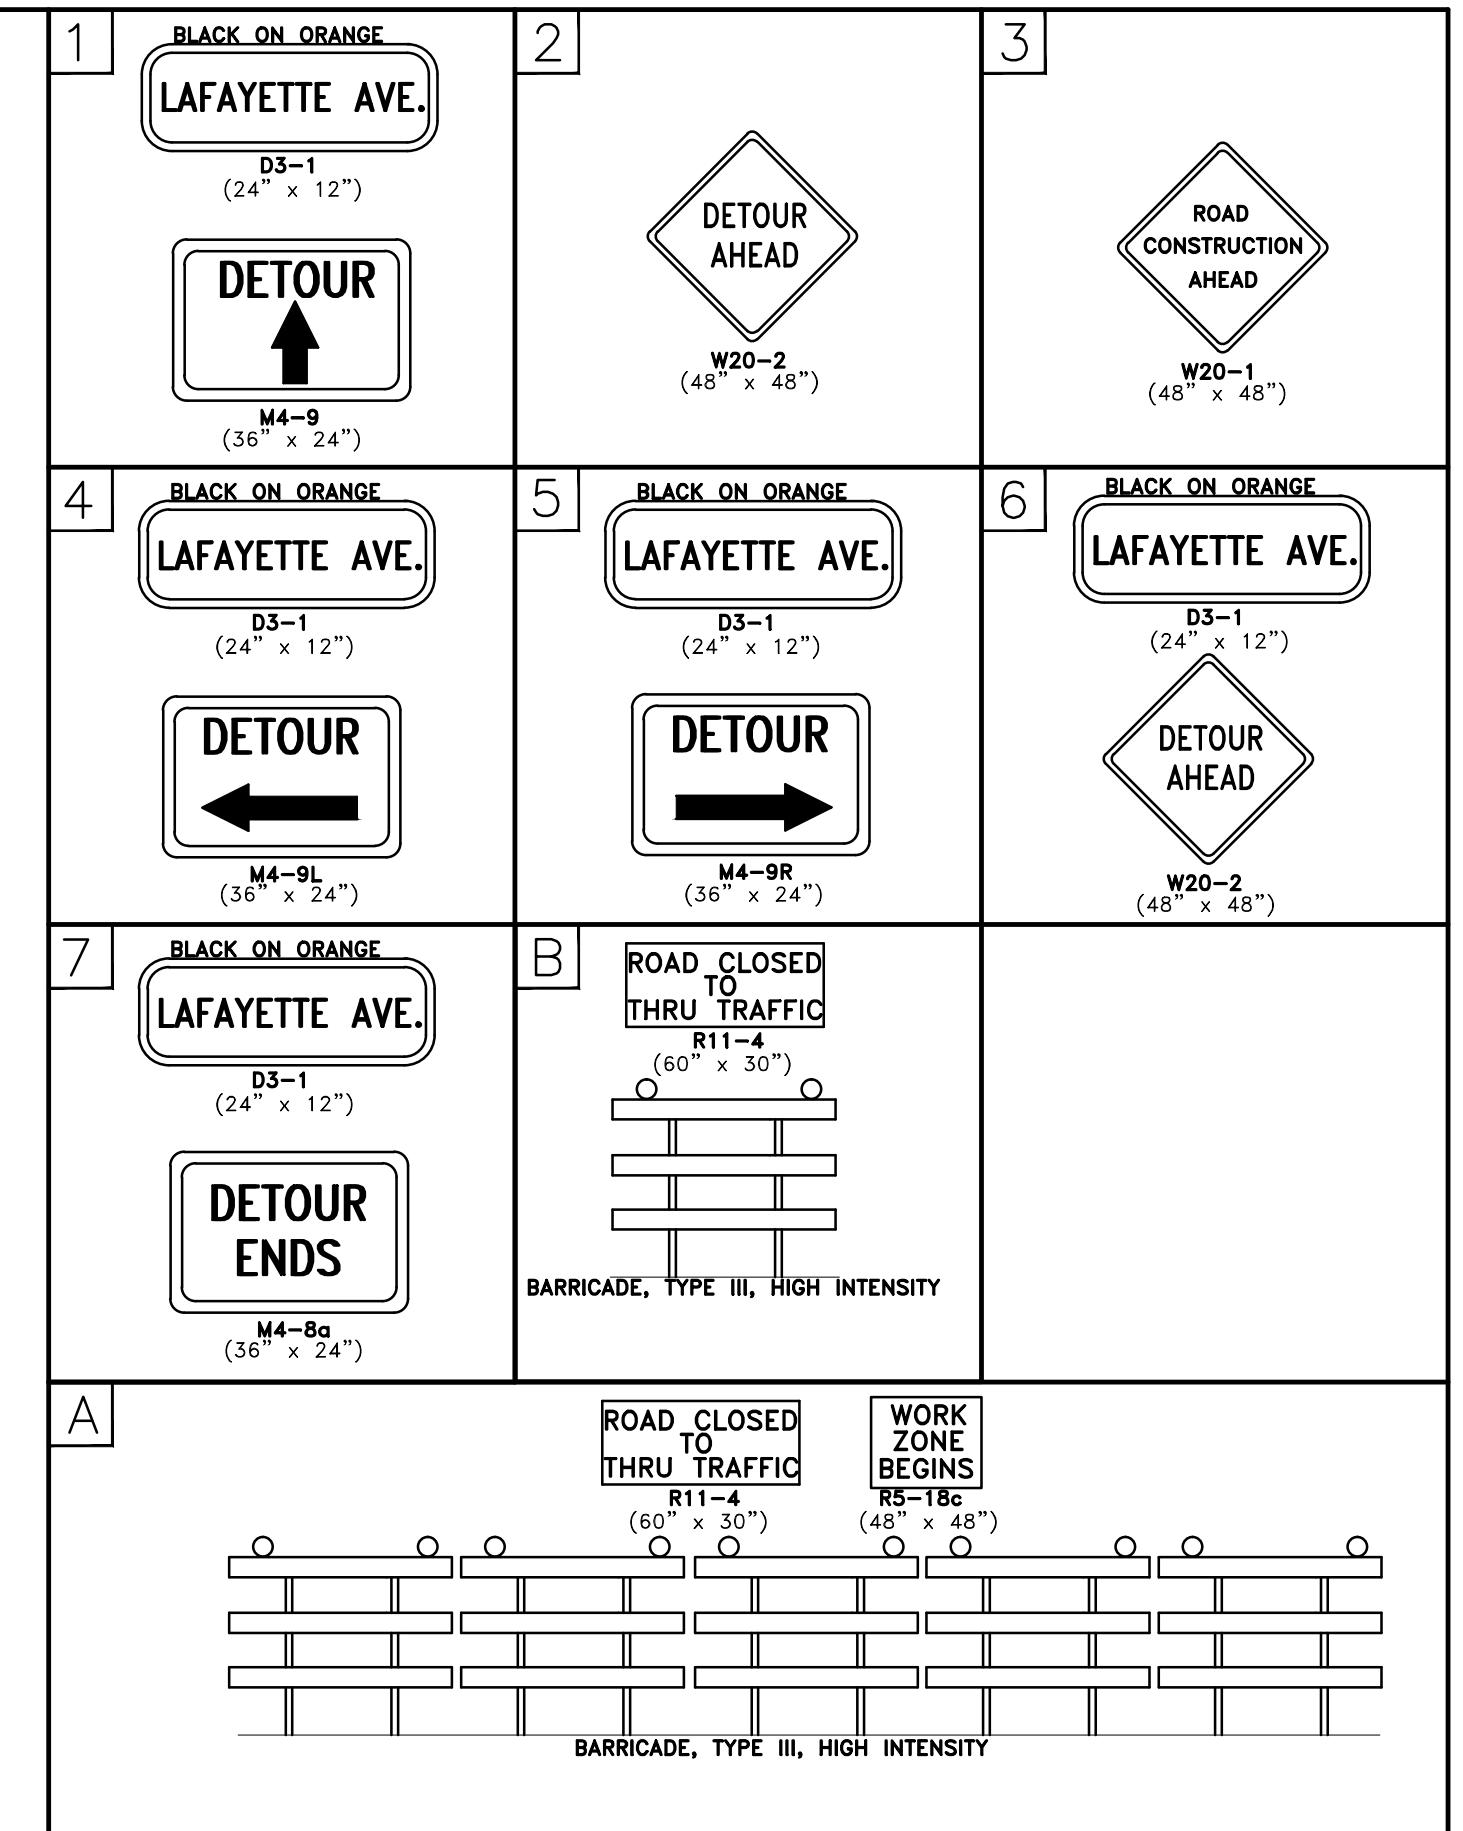 1
BLACK ON ORANGE
LAFAYETTE AVE.
D3-1
(24" x 12")
DETOUR
M4-9
(36" x 24")
2
DETOUR
AHEAD
W20-2
(48" x 48")
3
ROAD
CONSTRUCTION
AHEAD
W20-1
(48" x 48")
4
BLACK ON ORANGE
LAFAYETTE AVE.
D3-1
(24" x 12")
DETOUR
M4-9L
(36" x 24")
5
BLACK ON ORANGE
LAFAYETTE AVE.
D3-1
(24" x 12")
DETOUR
M4-9R
(36" x 24")
6
BLACK ON ORANGE
LAFAYETTE AVE.
D3-1
(24" x 12")
DETOUR
AHEAD
W20-2
(48" x 48")
7
BLACK ON ORANGE
LAFAYETTE AVE.
D3-1
(24" x 12")
DETOUR
ENDS
M4-8a
(36" x 24")
B
ROAD CLOSED
TO
THRU TRAFFIC
R11-4
(60" x 30")
BARRICADE, TYPE III, HIGH INTENSITY
A
ROAD CLOSED
TO
THRU TRAFFIC
R11-4
(60" x 30")
WORK
ZONE
BEGINS
R5-18c
(48" x 48")
BARRICADE, TYPE III, HIGH INTENSITY